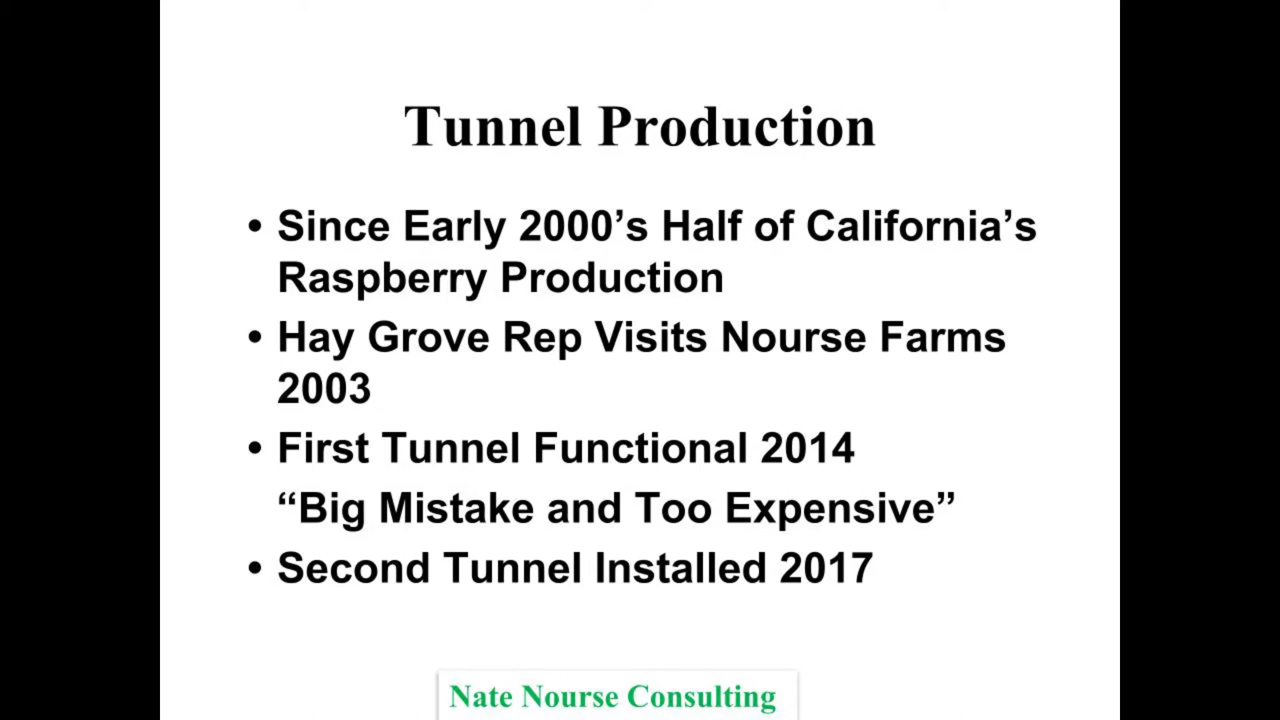 Tunnel Production
• Since Early 2000’s Half of California’s
Raspberry Production
• Hay Grove Rep Visits Nourse Farms
2003
• First Tunnel Functional 2014
“Big Mistake and Too Expensive”
• Second Tunnel Installed 2017
Nate Nourse Consulting